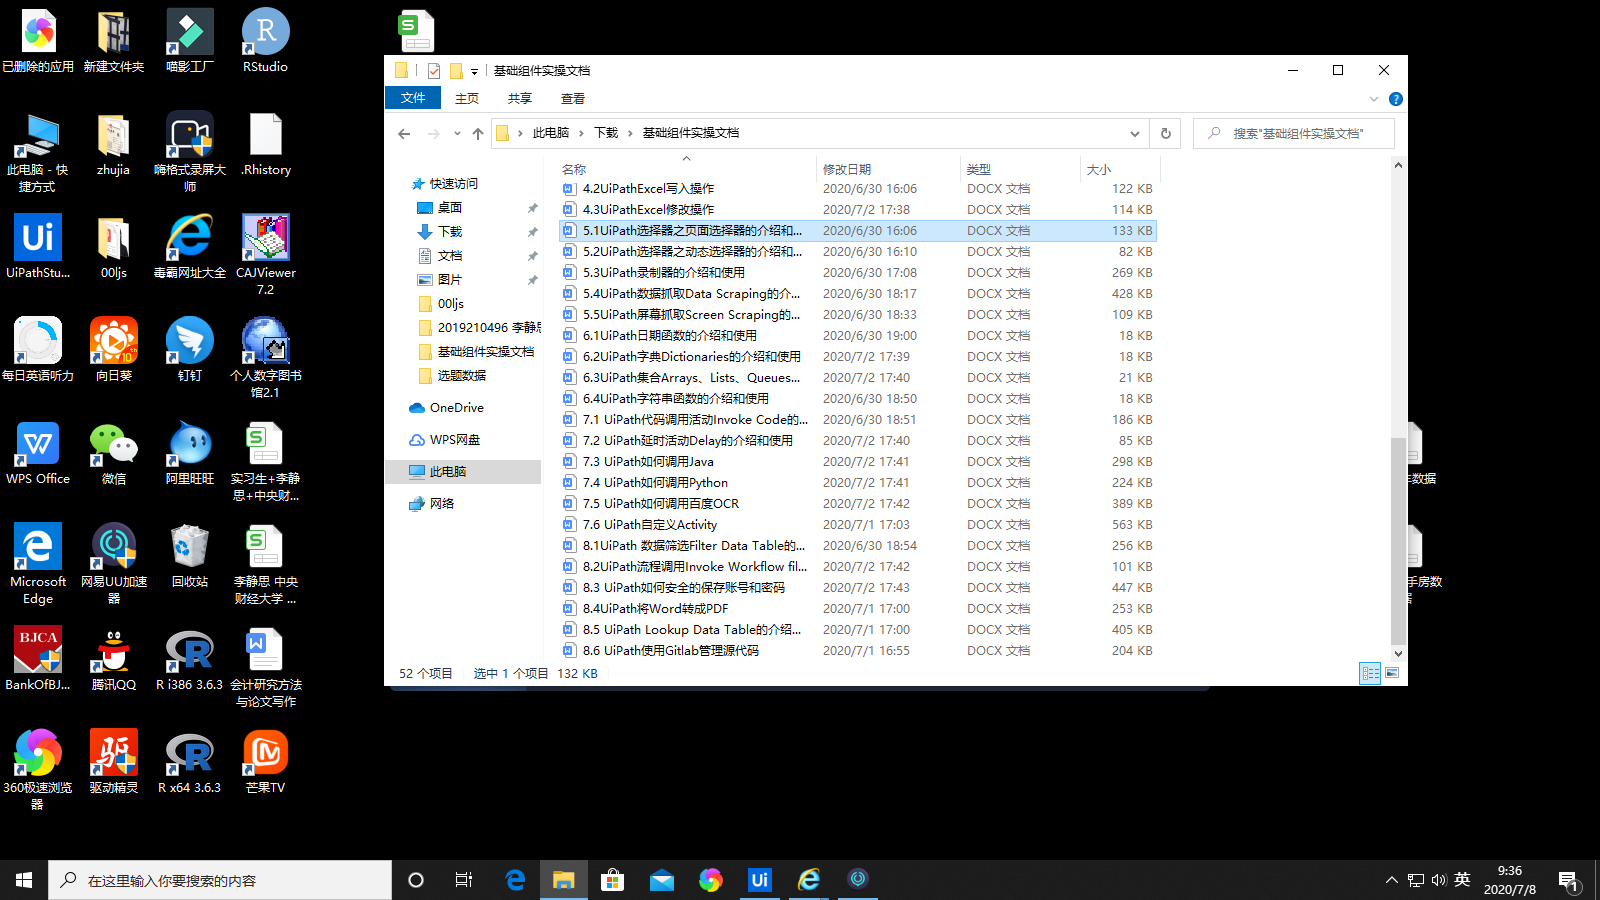 已删除的应用
新建文件夹
喵影工厂
RStudio
此电脑 - 快
捷方式
zhujia
嗨格式录屏大
师
.Rhistory
UiPathStu...
00ljs
毒霸网址大全
CAJViewer
7.2
每日英语听力
向日葵
钉钉
个人数字图书
馆2.1
WPS Office
微信
阿里旺旺
实习生+李静
思+中央财...
Microsoft
Edge
网易UU加速
器
回收站
李静思 中央
财经大学 ...
BJCA
BankOfBJ...
腾讯QQ
R i386 3.6.3
会计研究方法
与论文写作
360极速浏览
器
驱动精灵
R x64 3.6.3
芒果TV
基础组件实操文档
文件 主页 共享 查看
此电脑 下载 基础组件实操文档
搜索"基础组件实操文档"
快速访问
桌面
下载
文档
图片
00ljs
2019210496 李静思
基础组件实操文档
选题数据
OneDrive
WPS网盘
此电脑
网络
名称 修改日期 类型 大小
4.2UiPathExcel写入操作 2020/6/30 16:06 DOCX 文档 122 KB
4.3UiPathExcel修改操作 2020/7/2 17:38 DOCX 文档 114 KB
5.1UiPath选择器之页面选择器的介绍和... 2020/6/30 16:06 DOCX 文档 133 KB
5.2UiPath选择器之动态选择器的介绍和... 2020/6/30 16:10 DOCX 文档 82 KB
5.3UiPath录制器的介绍和使用 2020/6/30 17:08 DOCX 文档 269 KB
5.4UiPath数据抓取Data Scraping的介... 2020/6/30 18:17 DOCX 文档 428 KB
5.5UiPath屏幕抓取Screen Scraping的... 2020/6/30 18:33 DOCX 文档 109 KB
6.1UiPath日期函数的介绍和使用 2020/6/30 19:00 DOCX 文档 18 KB
6.2UiPath字典Dictionaries的介绍和使用 2020/7/2 17:39 DOCX 文档 18 KB
6.3UiPath集合Arrays、Lists、Queues... 2020/7/2 17:40 DOCX 文档 21 KB
6.4UiPath字符串函数的介绍和使用 2020/6/30 18:50 DOCX 文档 18 KB
7.1 UiPath代码调用活动Invoke Code的... 2020/6/30 18:51 DOCX 文档 186 KB
7.2 UiPath延时活动Delay的介绍和使用 2020/7/2 17:40 DOCX 文档 85 KB
7.3 UiPath如何调用Java 2020/7/2 17:41 DOCX 文档 298 KB
7.4 UiPath如何调用Python 2020/7/2 17:41 DOCX 文档 224 KB
7.5 UiPath如何调用百度OCR 2020/7/2 17:42 DOCX 文档 389 KB
7.6 UiPath自定义Activity 2020/7/1 17:03 DOCX 文档 563 KB
8.1UiPath 数据筛选Filter Data Table的... 2020/6/30 18:54 DOCX 文档 256 KB
8.2UiPath流程调用Invoke Workflow fil... 2020/7/2 17:42 DOCX 文档 101 KB
8.3 UiPath如何安全的保存账号和密码 2020/7/2 17:43 DOCX 文档 447 KB
8.4UiPath将Word转成PDF 2020/7/1 17:00 DOCX 文档 253 KB
8.5 UiPath Lookup Data Table的介绍... 2020/7/1 17:00 DOCX 文档 405 KB
8.6 UiPath使用Gitlab管理源代码 2020/7/1 16:55 DOCX 文档 204 KB
52 个项目 选中 1 个项目 132 KB
数据
手房数
据
在这里输入你要搜索的内容
英
9:36
2020/7/8
1